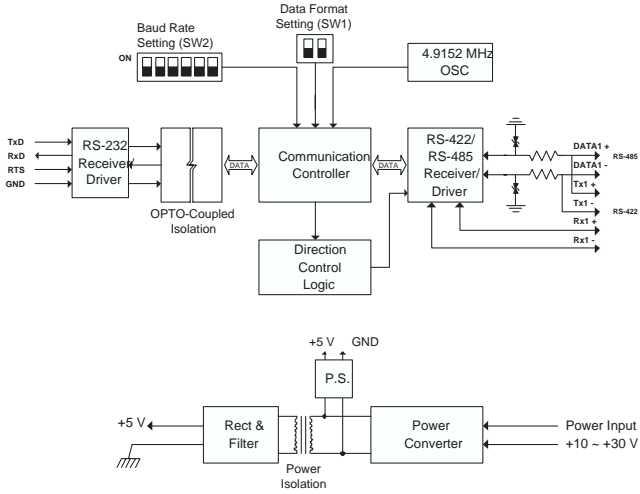 Data Format
Setting (SW1)
Baud Rate
Setting (SW2)
ON
4.9152 MHz
OSC
TxD
RxD
RTS
GND
RS-232
Receiver/
Driver
OPTO-Coupled
Isolation
DATA
Communication
Controller
DATA
RS-422/
RS-485
Receiver/
Driver
DATA1 +
RS-485
DATA1 -
Tx1 +
Tx1 -
RS-422
Rx1 +
Rx1 -
Direction
Control
Logic
+5 V GND
P.S.
+5 V
Rect &
Filter
Power
Isolation
Power
Converter
Power Input
+10 ~ +30 V